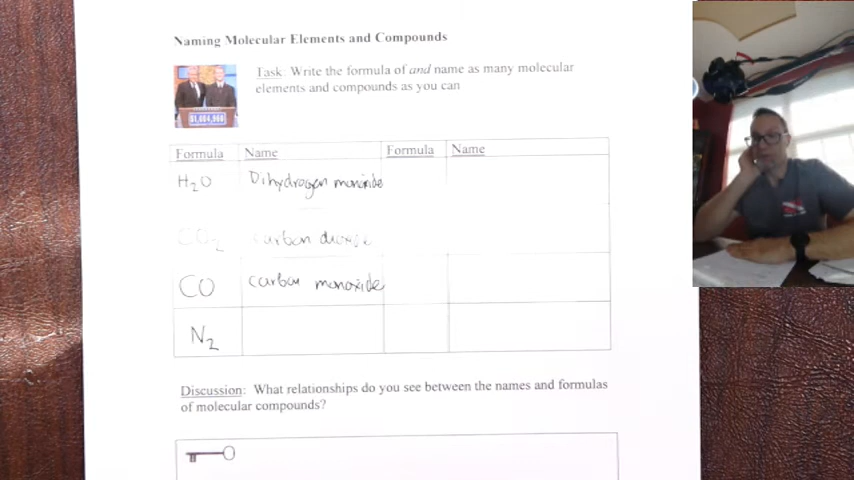 Naming Molecular Elements and Compounds
Task: Write the formula of and name as many molecular
elements and compounds as you can
Formula Name Formula Name
H₂O Dihydrogen monoxide
CO₂ carbon dioxide
CO carbon monoxide
N₂
Discussion: What relationships do you see between the names and formulas
of molecular compounds?